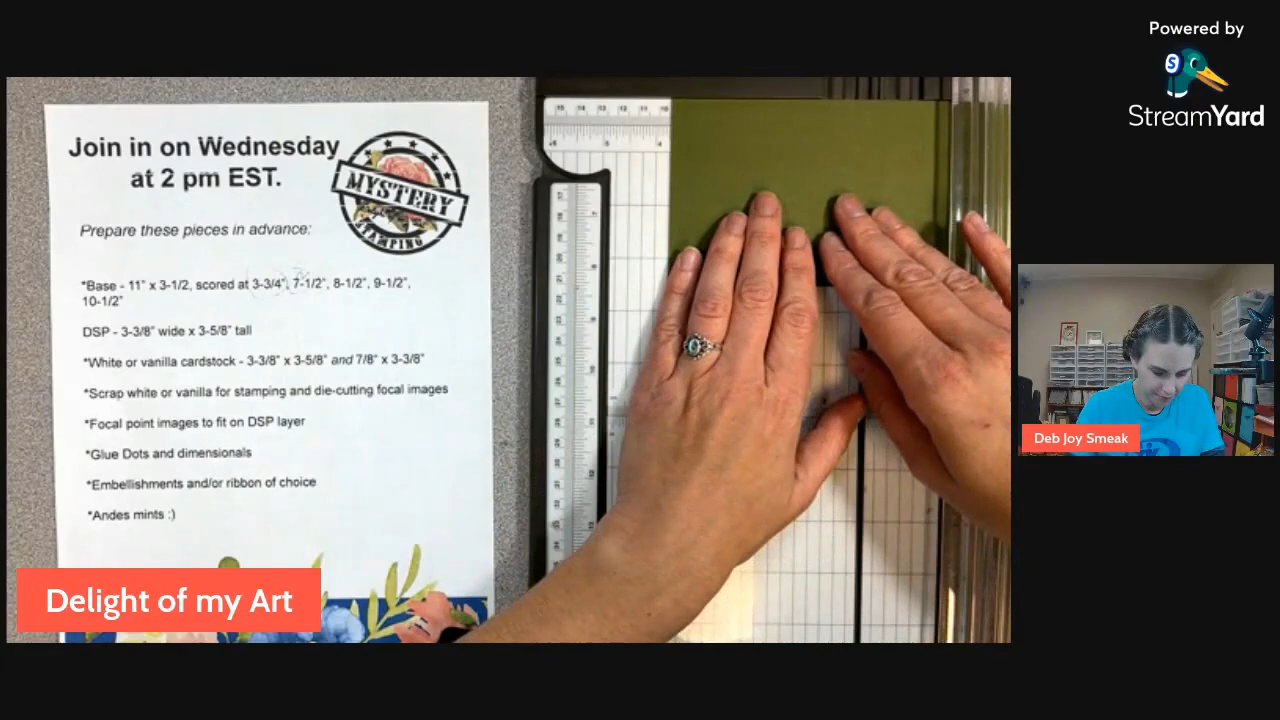 Powered by
StreamYard
Join in on Wednesday
at 2 pm EST.
MYSTERY
STAMPING
Prepare these pieces in advance:
*Base - 11" x 3-1/2, scored at 3-3/4", 7-1/2", 8-1/2", 9-1/2",
10-1/2"
DSP - 3-3/8" wide x 3-5/8" tall
*White or vanilla cardstock - 3-3/8" x 3-5/8" and 7/8" x 3-3/8"
*Scrap white or vanilla for stamping and die-cutting focal images
*Focal point images to fit on DSP layer
*Glue Dots and dimensionals
*Embellishments and/or ribbon of choice
*Andes mints :)
Delight of my Art
Deb Joy Smeak